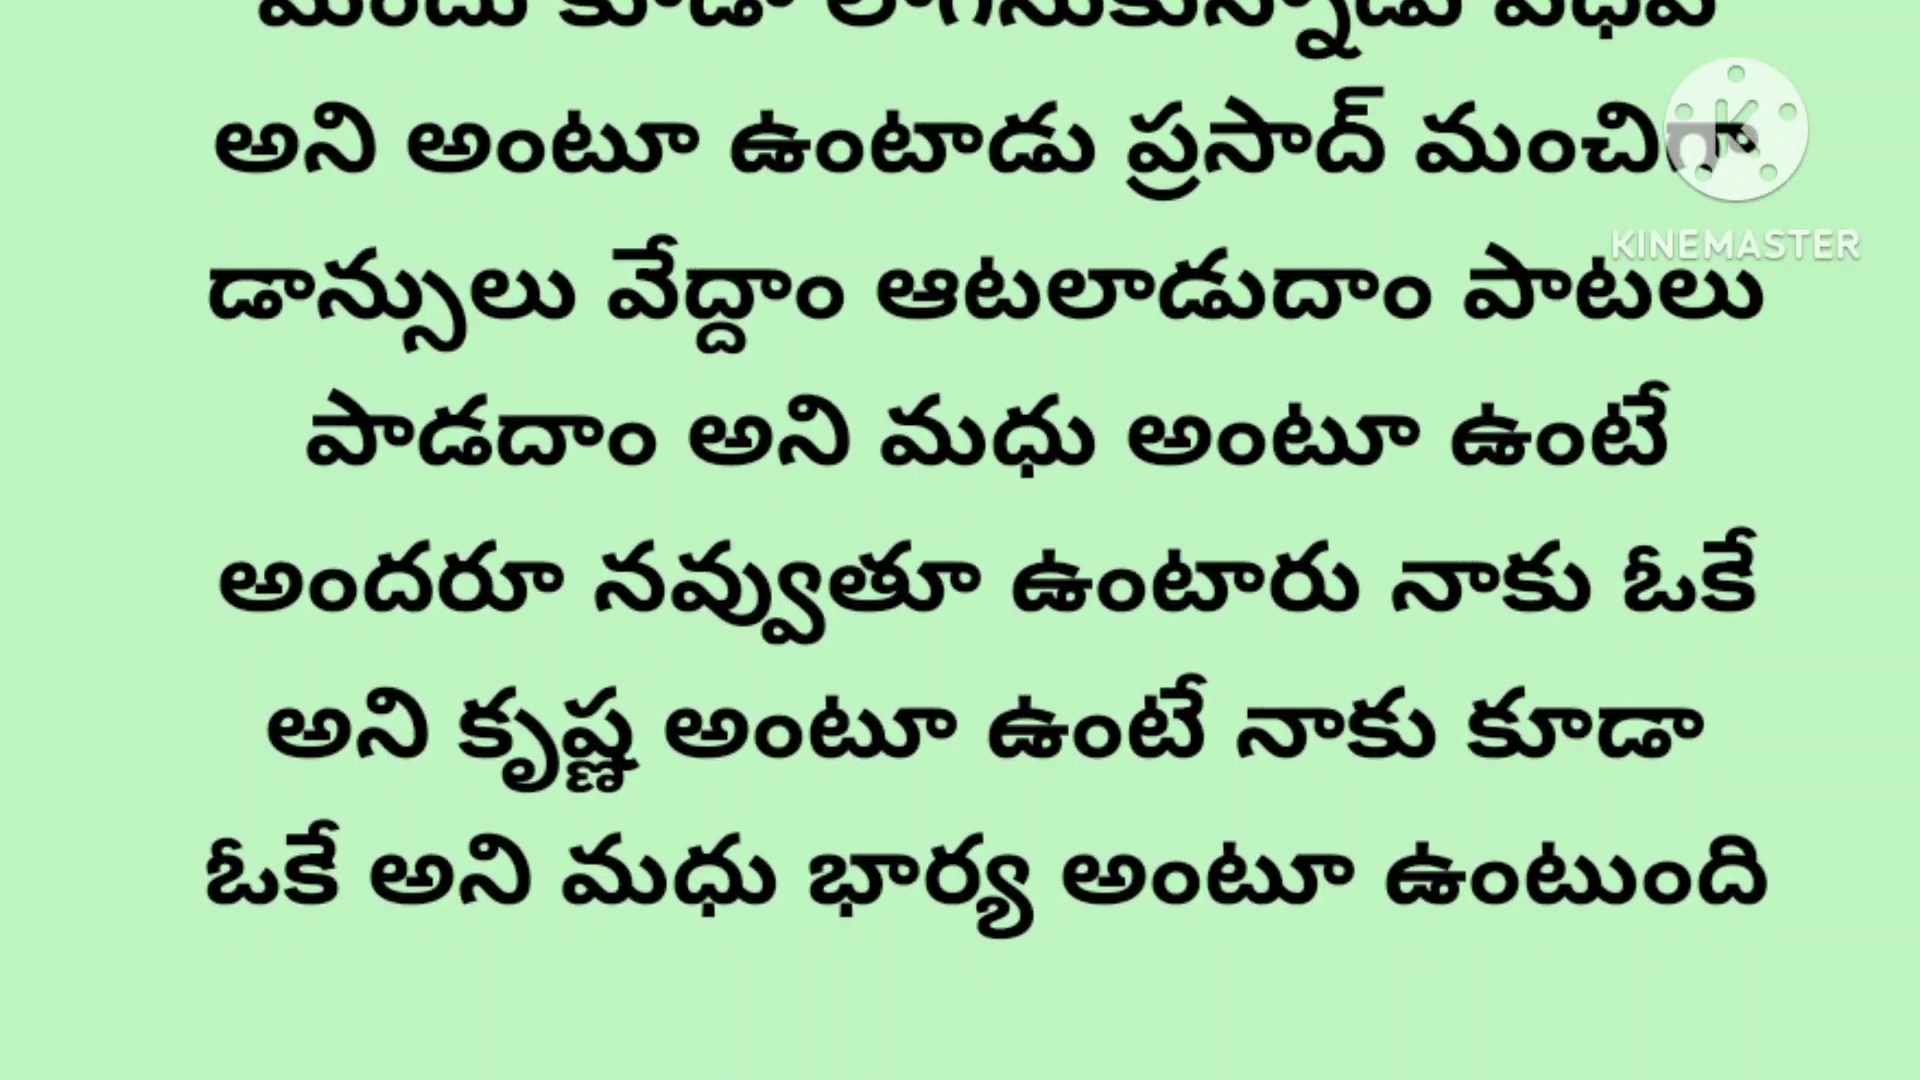 అని అంటూ ఉంటాడు ప్రసాద్ మంచిగా
డాన్సులు వేద్దాం ఆటలాడుదాం పాటలు
పాడదాం అని మధు అంటూ ఉంటే
అందరూ నవ్వుతూ ఉంటారు నాకు ఓకే
అని కృష్ణ అంటూ ఉంటే నాకు కూడా
ఓకే అని మధు భార్య అంటూ ఉంటుంది
KINEMASTER